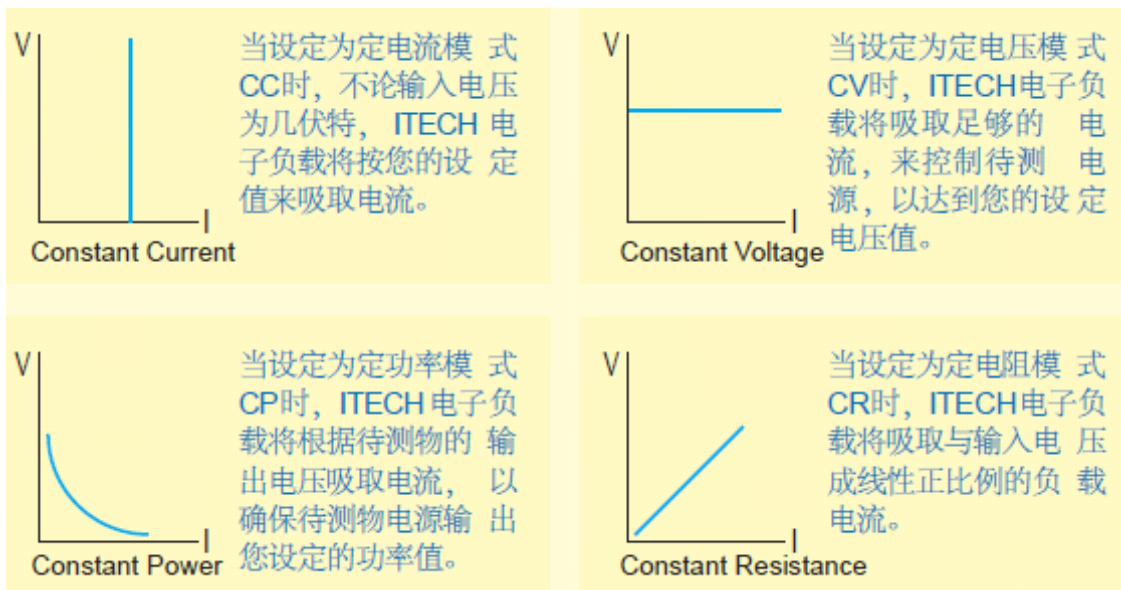 V
当设定为定电流模 式
CC时，不论输入电压
为几伏特， ITECH 电
子负载将按您的设 定
值来吸取电流。
I
Constant Current
V
当设定为定电压模 式
CV时，ITECH电子负
载将吸取足够的 电
流，来控制待测 电
源，以达到您的设 定
电压值。
I
Constant Voltage
V
当设定为定功率模 式
CP时，ITECH 电子负
载将根据待测物的 输
出电压吸取电流， 以
确保待测物电源输 出
您设定的功率值。
I
Constant Power
V
当设定为定电阻模 式
CR时，ITECH电子负
载将吸取与输入电 压
成线性正比例的负 载
电流。
I
Constant Resistance